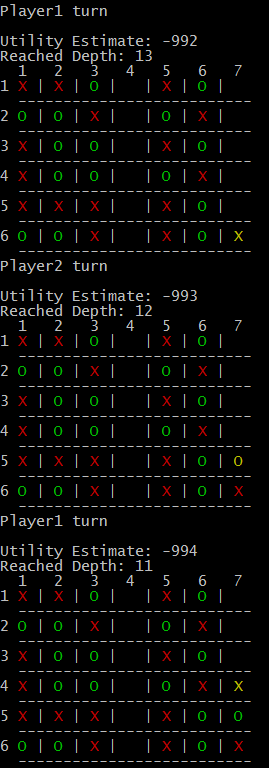 Player1 turn
Utility Estimate: -992
Reached Depth: 13
1 2 3 4 5 6 7
1 X | X | O |   | X | O |
----------------------------
2 O | O | X |   | O | X |
----------------------------
3 X | O | O |   | X | O |
----------------------------
4 X | O | O |   | O | X |
----------------------------
5 X | X | X |   | X | O |
----------------------------
6 O | O | X |   | X | O | X
----------------------------
Player2 turn
Utility Estimate: -993
Reached Depth: 12
1 2 3 4 5 6 7
1 X | X | O |   | X | O |
----------------------------
2 O | O | X |   | O | X |
----------------------------
3 X | O | O |   | X | O |
----------------------------
4 X | O | O |   | O | X |
----------------------------
5 X | X | X |   | X | O | O
----------------------------
6 O | O | X |   | X | O | X
----------------------------
Player1 turn
Utility Estimate: -994
Reached Depth: 11
1 2 3 4 5 6 7
1 X | X | O |   | X | O |
----------------------------
2 O | O | X |   | O | X |
----------------------------
3 X | O | O |   | X | O |
----------------------------
4 X | O | O |   | O | X | X
----------------------------
5 X | X | X |   | X | O | O
----------------------------
6 O | O | X |   | X | O | X
----------------------------